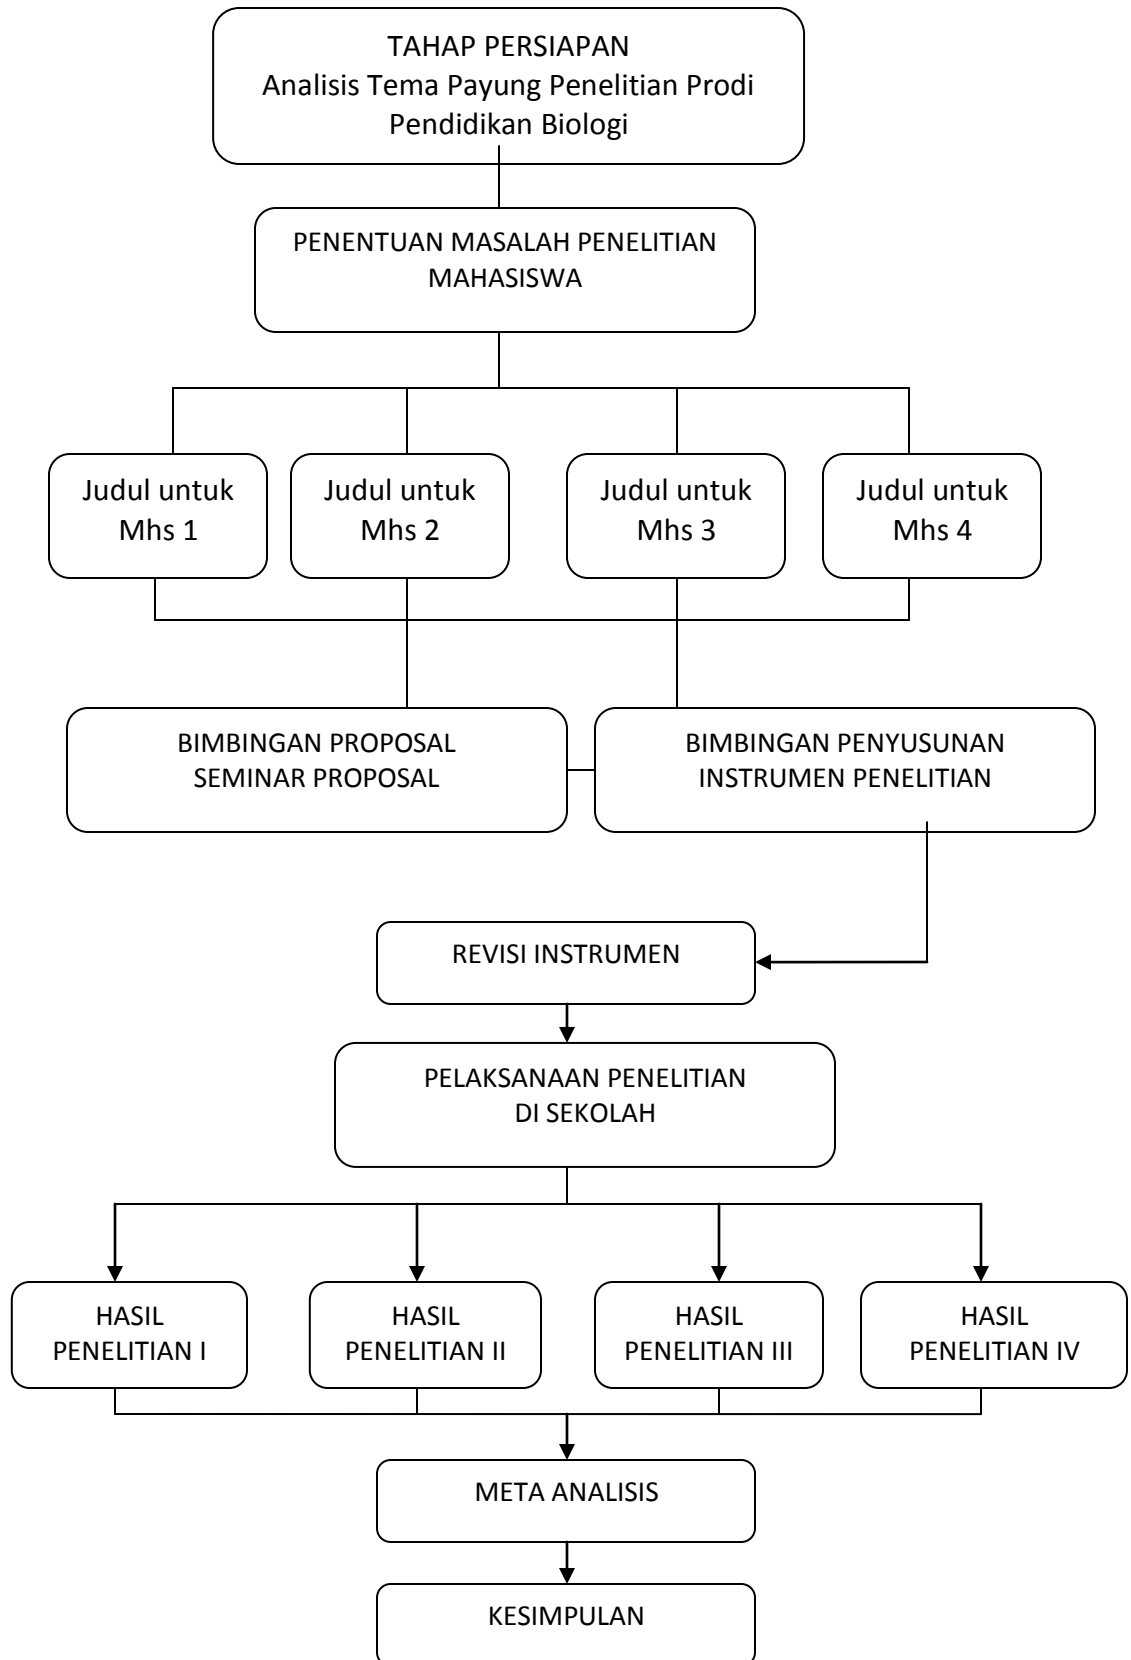 TAHAP PERSIAPAN
Analisis Tema Payung Penelitian Prodi
Pendidikan Biologi
PENENTUAN MASALAH PENELITIAN
MAHASISWA
Judul untuk
Mhs 1
Judul untuk
Mhs 2
Judul untuk
Mhs 3
Judul untuk
Mhs 4
BIMBINGAN PROPOSAL
SEMINAR PROPOSAL
BIMBINGAN PENYUSUNAN
INSTRUMEN PENELITIAN
REVISI INSTRUMEN
PELAKSANAAN PENELITIAN
DI SEKOLAH
HASIL
PENELITIAN I
HASIL
PENELITIAN II
HASIL
PENELITIAN III
HASIL
PENELITIAN IV
META ANALISIS
KESIMPULAN